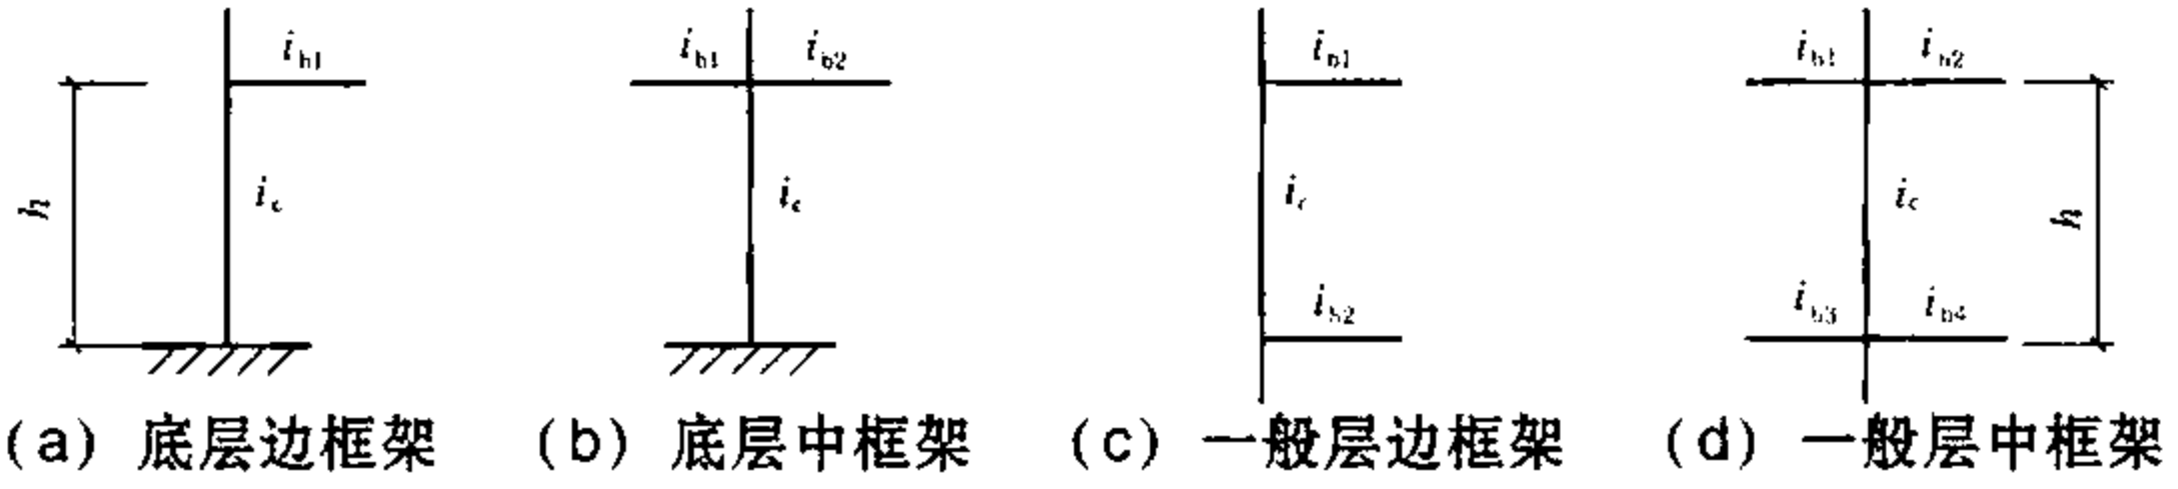 i_b1 i_b1 i_b2 i_b1 i_b1 i_b2
h i_c i_c i_c i_c h
i_b2 i_b3 i_b4
(a) 底层边框架 (b) 底层中框架 (c) 一般层边框架 (d) 一般层中框架